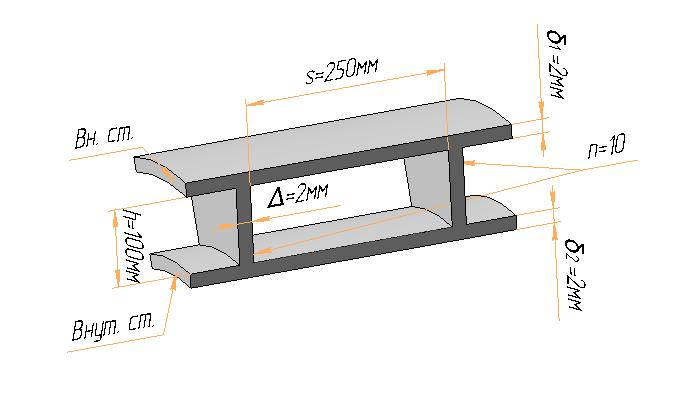 s=250мм
δ₁=2мм
Вн. ст.
n=10
Δ=2мм
h=100мм
δ₂=2мм
Внут. ст.